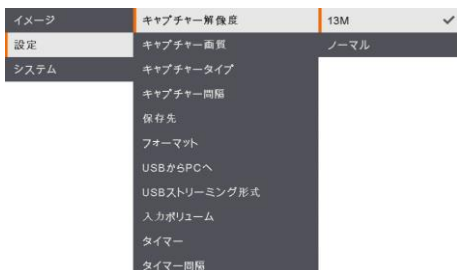 イメージ
設定
システム
キャプチャー解像度
キャプチャー画質
キャプチャータイプ
キャプチャー間隔
保存先
フォーマット
USBからPCへ
USBストリーミング形式
入力ボリューム
タイマー
タイマー間隔
13M
ノーマル